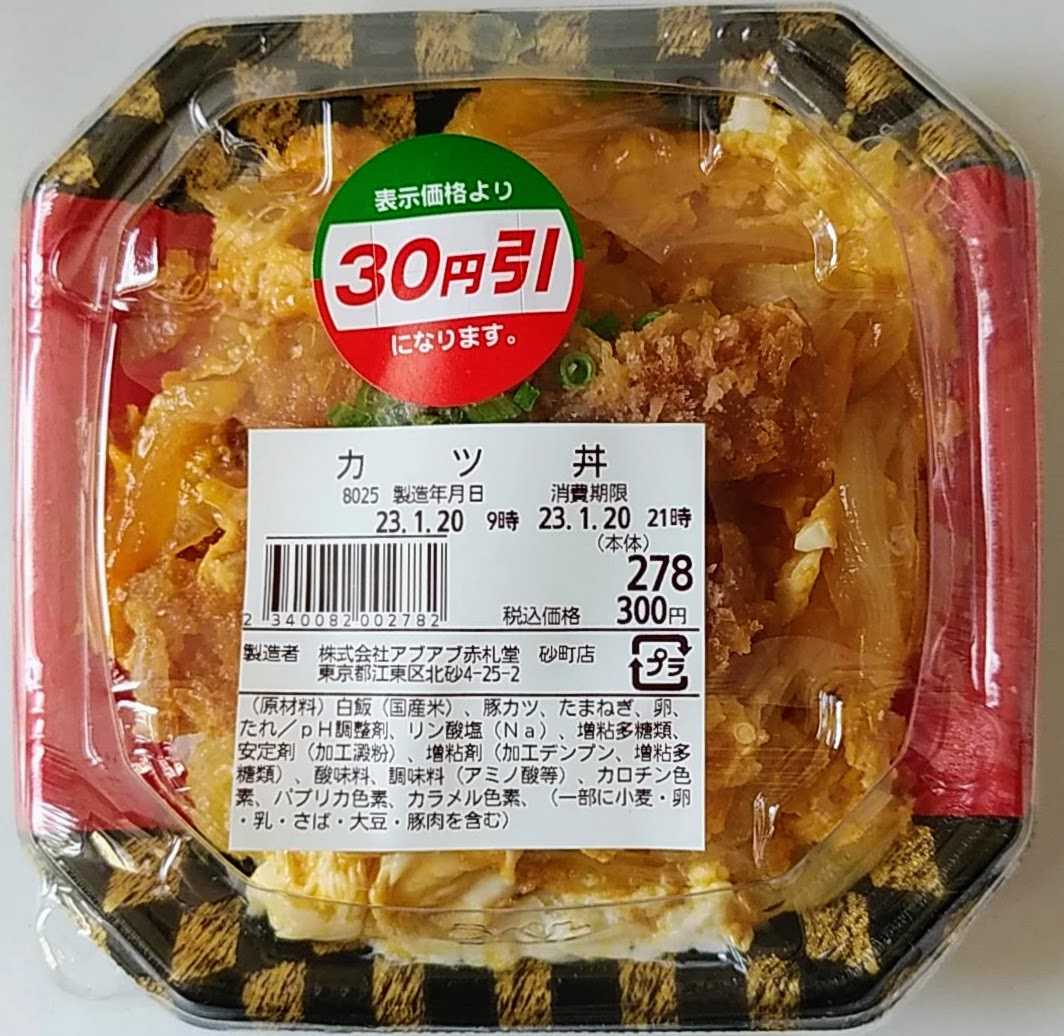 表示価格より
30円引
になります。
カツ丼
8025 製造年月日 消費期限
23.1.20 9時 23.1.20 21時
(本体)
278
税込価格 300円
2 340082 002782
製造者 株式会社アブアブ赤札堂 砂町店
東京都江東区北砂4-25-2
プラ
(原材料)白飯(国産米)、豚カツ、たまねぎ、卵、
たれ/pH調整剤、リン酸塩(Na)、増粘多糖類、
安定剤(加工澱粉)、増粘剤(加工デンプン、増粘多
糖類)、酸味料、調味料(アミノ酸等)、カロチン色
素、パプリカ色素、カラメル色素、(一部に小麦・卵
・乳・さば・大豆・豚肉を含む)